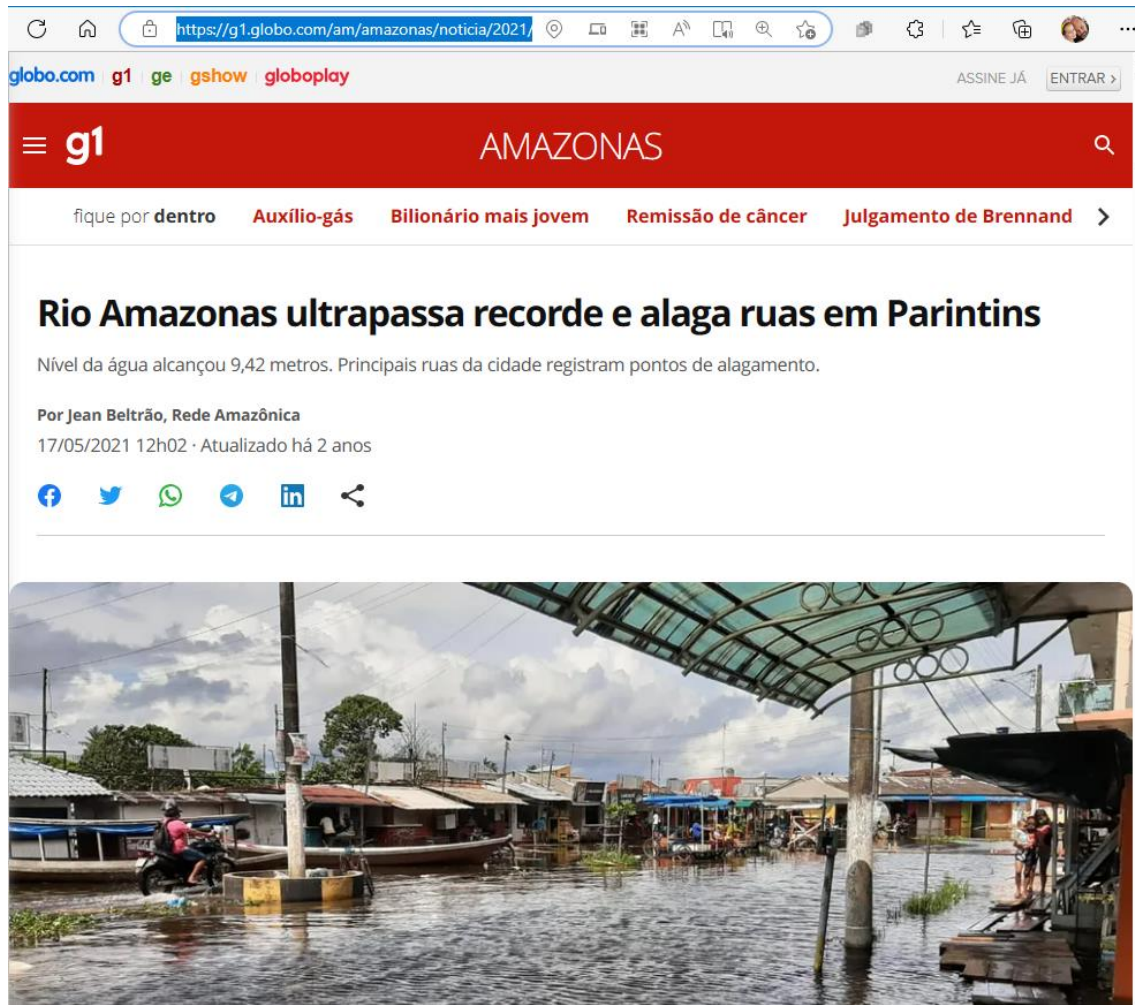 https://g1.globo.com/am/amazonas/noticia/2021/
globo.com g1 ge gshow globoplay ASSINE JÁ ENTRAR >
g1 AMAZONAS
fique por dentro Auxílio-gás Bilionário mais jovem Remissão de câncer Julgamento de Brennand
Rio Amazonas ultrapassa recorde e alaga ruas em Parintins
Nível da água alcançou 9,42 metros. Principais ruas da cidade registram pontos de alagamento.
Por Jean Beltrão, Rede Amazônica
17/05/2021 12h02 · Atualizado há 2 anos